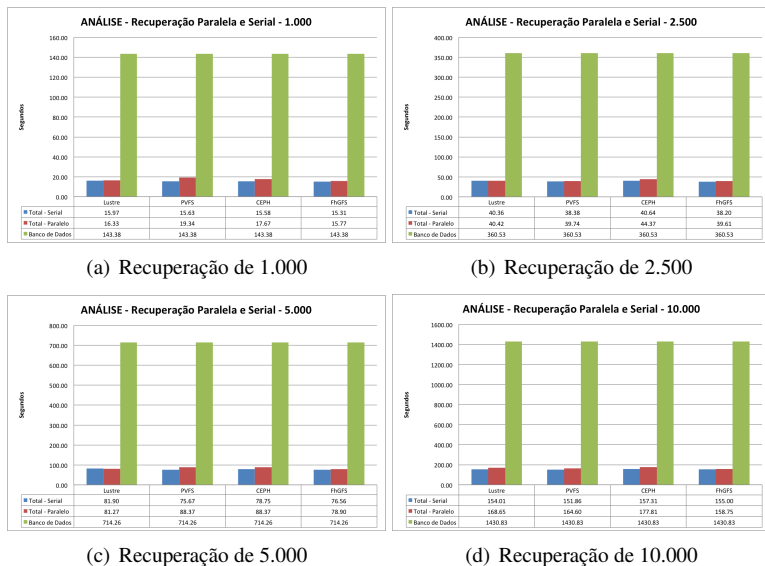 ANÁLISE - Recuperação Paralela e Serial - 1.000
160.00
140.00
120.00
100.00
80.00
60.00
40.00
20.00
0.00
Segundos
Lustre PVFS CEPH FhGFS
Total - Serial 15.97 15.63 15.58 15.31
Total - Paralelo 16.33 19.34 17.67 15.77
Banco de Dados 143.38 143.38 143.38 143.38
(a) Recuperação de 1.000
ANÁLISE - Recuperação Paralela e Serial - 2.500
400.00
350.00
300.00
250.00
200.00
150.00
100.00
50.00
0.00
Segundos
Lustre PVFS CEPH FhGFS
Total - Serial 40.36 38.38 40.64 38.20
Total - Paralelo 40.42 39.74 44.37 39.61
Banco de Dados 360.53 360.53 360.53 360.53
(b) Recuperação de 2.500
ANÁLISE - Recuperação Paralela e Serial - 5.000
800.00
700.00
600.00
500.00
400.00
300.00
200.00
100.00
0.00
Segundos
Lustre PVFS CEPH FhGFS
Total - Serial 81.90 75.67 78.75 76.56
Total - Paralelo 81.27 88.37 88.37 78.90
Banco de Dados 714.26 714.26 714.26 714.26
(c) Recuperação de 5.000
ANÁLISE - Recuperação Paralela e Serial - 10.000
1600.00
1400.00
1200.00
1000.00
800.00
600.00
400.00
200.00
0.00
Segundos
Lustre PVFS CEPH FhGFS
Total - Serial 154.01 151.86 157.31 155.00
Total - Paralelo 168.65 164.60 177.81 158.75
Banco de Dados 1430.83 1430.83 1430.83 1430.83
(d) Recuperação de 10.000